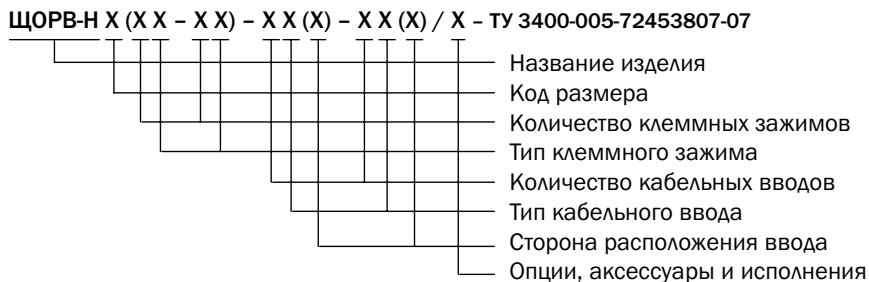 ЩОРВ-Н Х (Х Х – Х Х) – Х Х (Х) – Х Х (Х) / Х – ТУ 3400-005-72453807-07
Название изделия
Код размера
Количество клеммных зажимов
Тип клеммного зажима
Количество кабельных вводов
Тип кабельного ввода
Сторона расположения ввода
Опции, аксессуары и исполнения